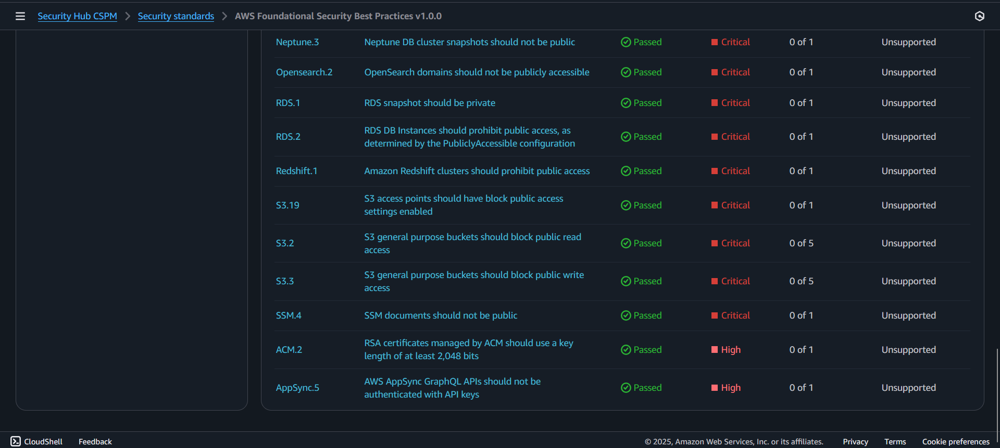 Security Hub CSPM > Security standards > AWS Foundational Security Best Practices v1.0.0
Neptune.3 Neptune DB cluster snapshots should not be public Passed Critical 0 of 1 Unsupported
Opensearch.2 OpenSearch domains should not be publicly accessible Passed Critical 0 of 1 Unsupported
RDS.1 RDS snapshot should be private Passed Critical 0 of 1 Unsupported
RDS.2 RDS DB Instances should prohibit public access, as
determined by the PubliclyAccessible configuration Passed Critical 0 of 1 Unsupported
Redshift.1 Amazon Redshift clusters should prohibit public access Passed Critical 0 of 1 Unsupported
S3.19 S3 access points should have block public access
settings enabled Passed Critical 0 of 1 Unsupported
S3.2 S3 general purpose buckets should block public read
access Passed Critical 0 of 5 Unsupported
S3.3 S3 general purpose buckets should block public write
access Passed Critical 0 of 5 Unsupported
SSM.4 SSM documents should not be public Passed Critical 0 of 1 Unsupported
ACM.2 RSA certificates managed by ACM should use a key
length of at least 2,048 bits Passed High 0 of 1 Unsupported
AppSync.5 AWS AppSync GraphQL APIs should not be
authenticated with API keys Passed High 0 of 1 Unsupported
CloudShell Feedback © 2025, Amazon Web Services, Inc. or its affiliates. Privacy Terms Cookie preferences